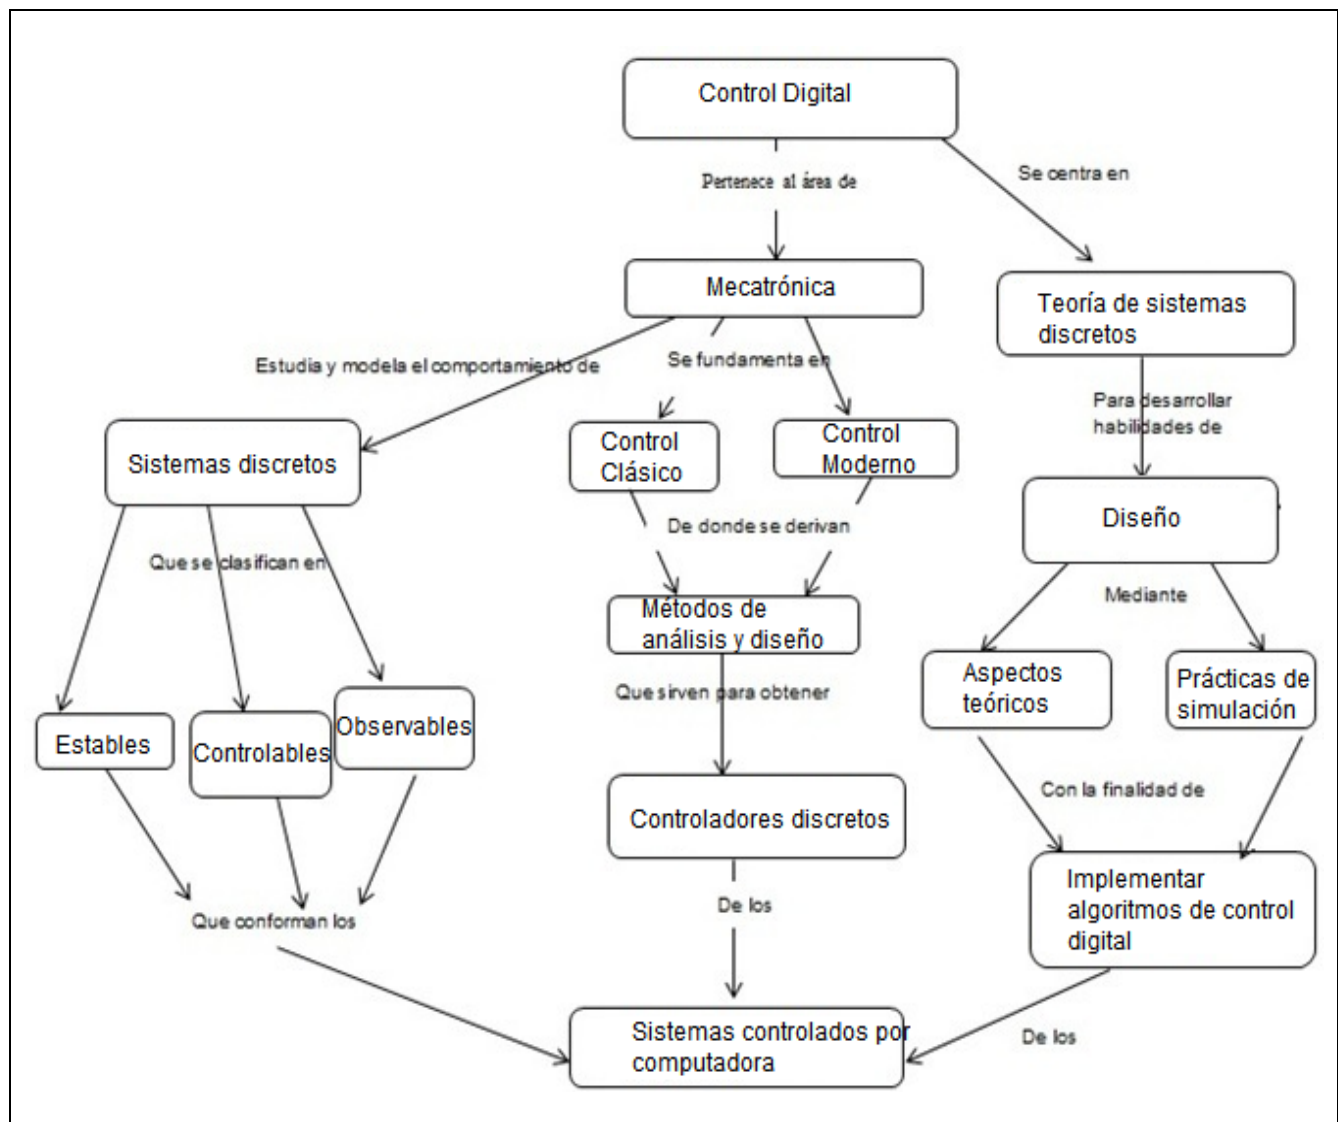 Control Digital
Pertenece al área de
Se centra en
Mecatrónica
Teoría de sistemas
discretos
Estudia y modela el comportamiento de
Se fundamenta en
Para desarrollar
habilidades de
Sistemas discretos
Control
Clásico
Control
Moderno
Diseño
De donde se derivan
Que se clasifican en
Mediante
Métodos de
análisis y diseño
Aspectos
teóricos
Prácticas de
simulación
Que sirven para obtener
Estables
Controlables
Observables
Con la finalidad de
Controladores discretos
Implementar
algoritmos de control
digital
De los
Que conforman los
Sistemas controlados por
computadora
De los